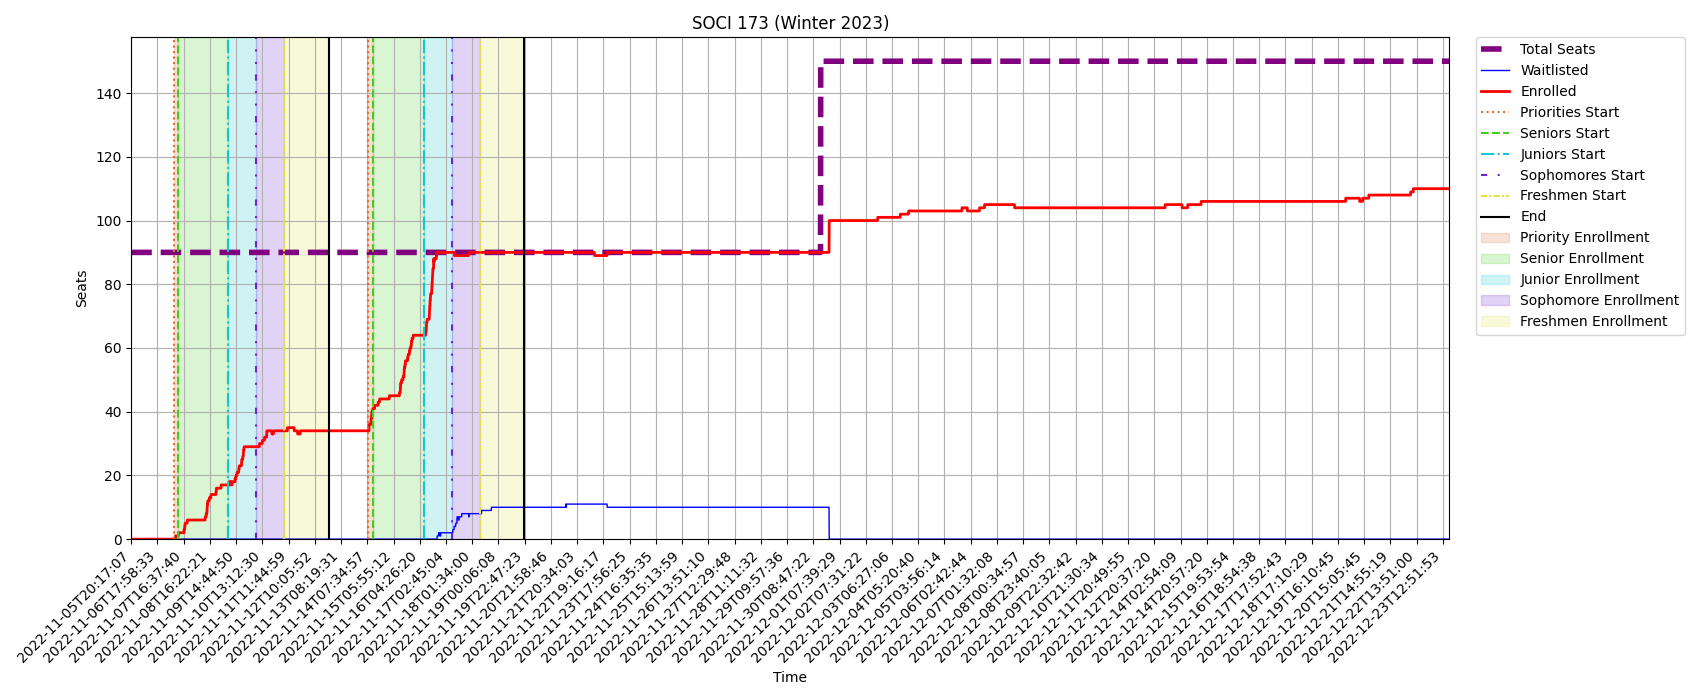 SOCI 173 (Winter 2023)
Seats
140
120
100
80
60
40
20
0
2022-11-05T20:17:07
2022-11-06T17:58:33
2022-11-07T16:37:40
2022-11-08T16:22:21
2022-11-09T14:44:50
2022-11-10T13:12:30
2022-11-11T11:44:59
2022-11-12T10:05:52
2022-11-13T08:19:31
2022-11-14T07:34:57
2022-11-15T05:55:12
2022-11-16T04:26:20
2022-11-17T02:45:04
2022-11-18T01:34:00
2022-11-19T00:06:08
2022-11-19T22:47:23
2022-11-20T21:58:46
2022-11-21T20:34:03
2022-11-22T19:16:17
2022-11-23T17:56:25
2022-11-24T16:35:35
2022-11-25T15:13:59
2022-11-26T13:51:10
2022-11-27T12:29:48
2022-11-28T11:11:32
2022-11-29T09:57:36
2022-11-30T08:47:22
2022-12-01T07:39:29
2022-12-02T07:31:22
2022-12-03T06:27:06
2022-12-04T05:20:40
2022-12-05T03:56:14
2022-12-06T02:42:44
2022-12-07T01:32:08
2022-12-08T00:34:57
2022-12-08T23:40:05
2022-12-09T22:32:42
2022-12-10T21:30:34
2022-12-11T20:49:55
2022-12-12T20:37:20
2022-12-14T02:54:09
2022-12-14T20:57:20
2022-12-15T19:53:54
2022-12-16T18:54:38
2022-12-17T17:52:43
2022-12-18T17:10:29
2022-12-19T16:10:45
2022-12-20T15:05:45
2022-12-21T14:55:19
2022-12-22T13:51:00
2022-12-23T12:51:53
Time
Total Seats
Waitlisted
Enrolled
Priorities Start
Seniors Start
Juniors Start
Sophomores Start
Freshmen Start
End
Priority Enrollment
Senior Enrollment
Junior Enrollment
Sophomore Enrollment
Freshmen Enrollment